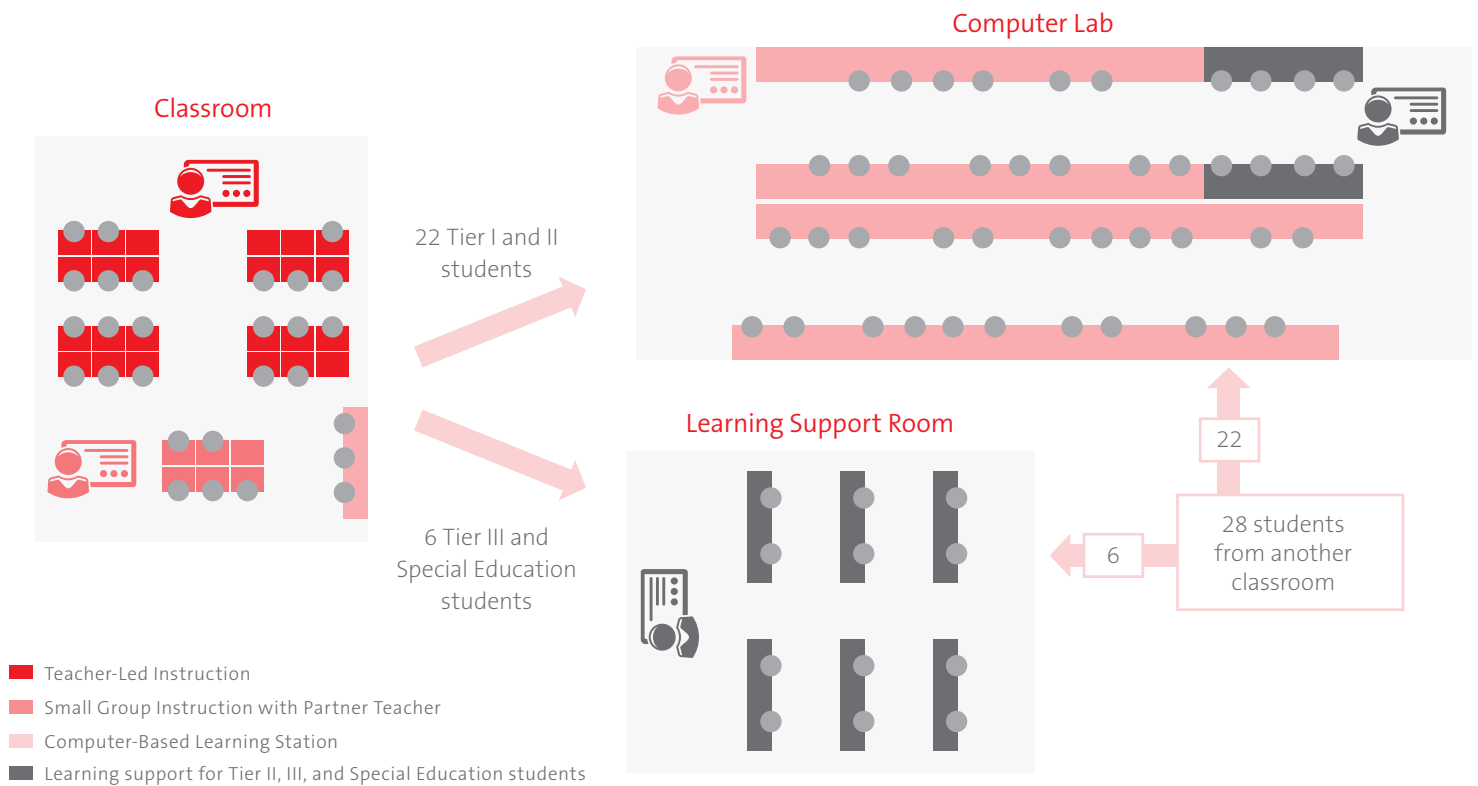 Computer Lab
Classroom
22 Tier I and II
students
Learning Support Room
22
6 Tier III and
Special Education
students
28 students
from another
classroom
6
Teacher-Led Instruction
Small Group Instruction with Partner Teacher
Computer-Based Learning Station
Learning support for Tier II, III, and Special Education students